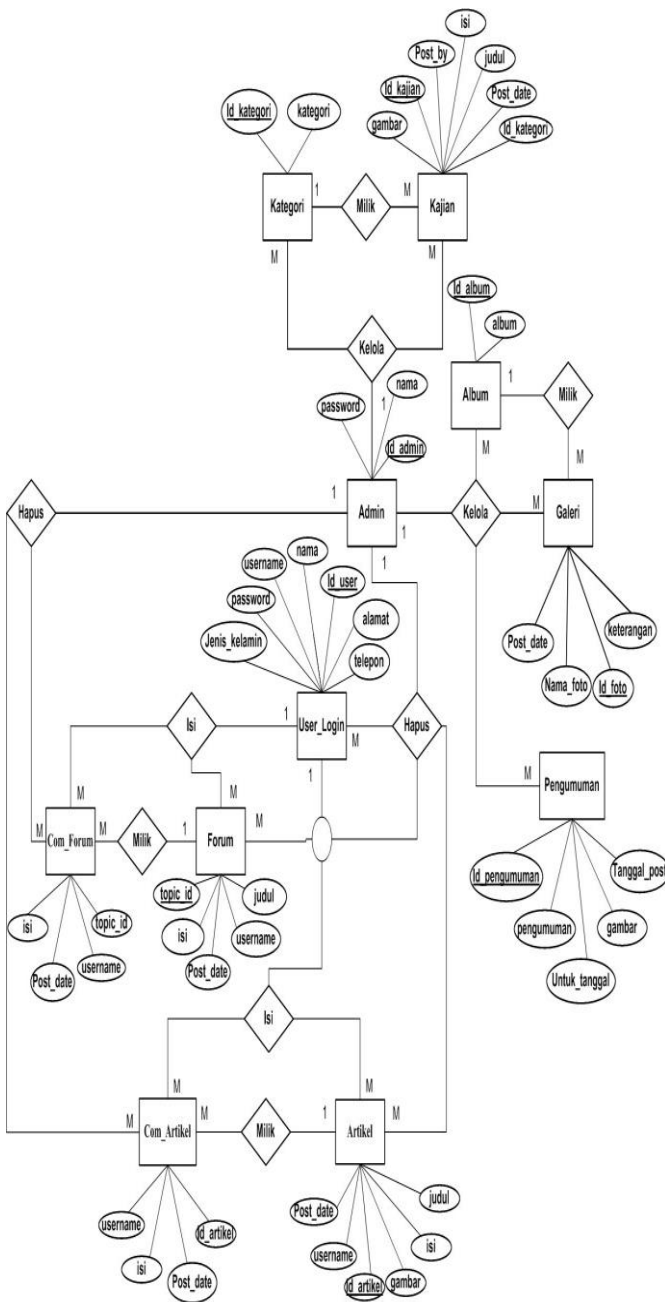 isi
Post_by
judul
Id_kajian
Post_date
Id_kategori
kategori
gambar
Id_kategori
1
M
Kategori
Milik
Kajian
M
M
Id_album
Kelola
album
nama
1
password
1
Album
Milik
Id_admin
M
M
Hapus
1
Admin
1
Kelola
M
Galeri
1
nama
username
Id_user
password
alamat
keterangan
Post_date
Jenis_kelamin
telepon
Nama_foto
Id_foto
Isi
1
User_Login
M
Hapus
1
M
M
M
Pengumuman
M
Com_Forum
M
Milik
1
Forum
M
Id_pengumuman
Tanggal_post
topic_id
judul
isi
topic_id
pengumuman
gambar
isi
username
Post_date
username
Post_date
Untuk_tanggal
Isi
M
M
M
Com_Artikel
M
Milik
1
Artikel
M
Post_date
judul
username
Id_artikel
username
isi
isi
Post_date
Id_artikel
gambar